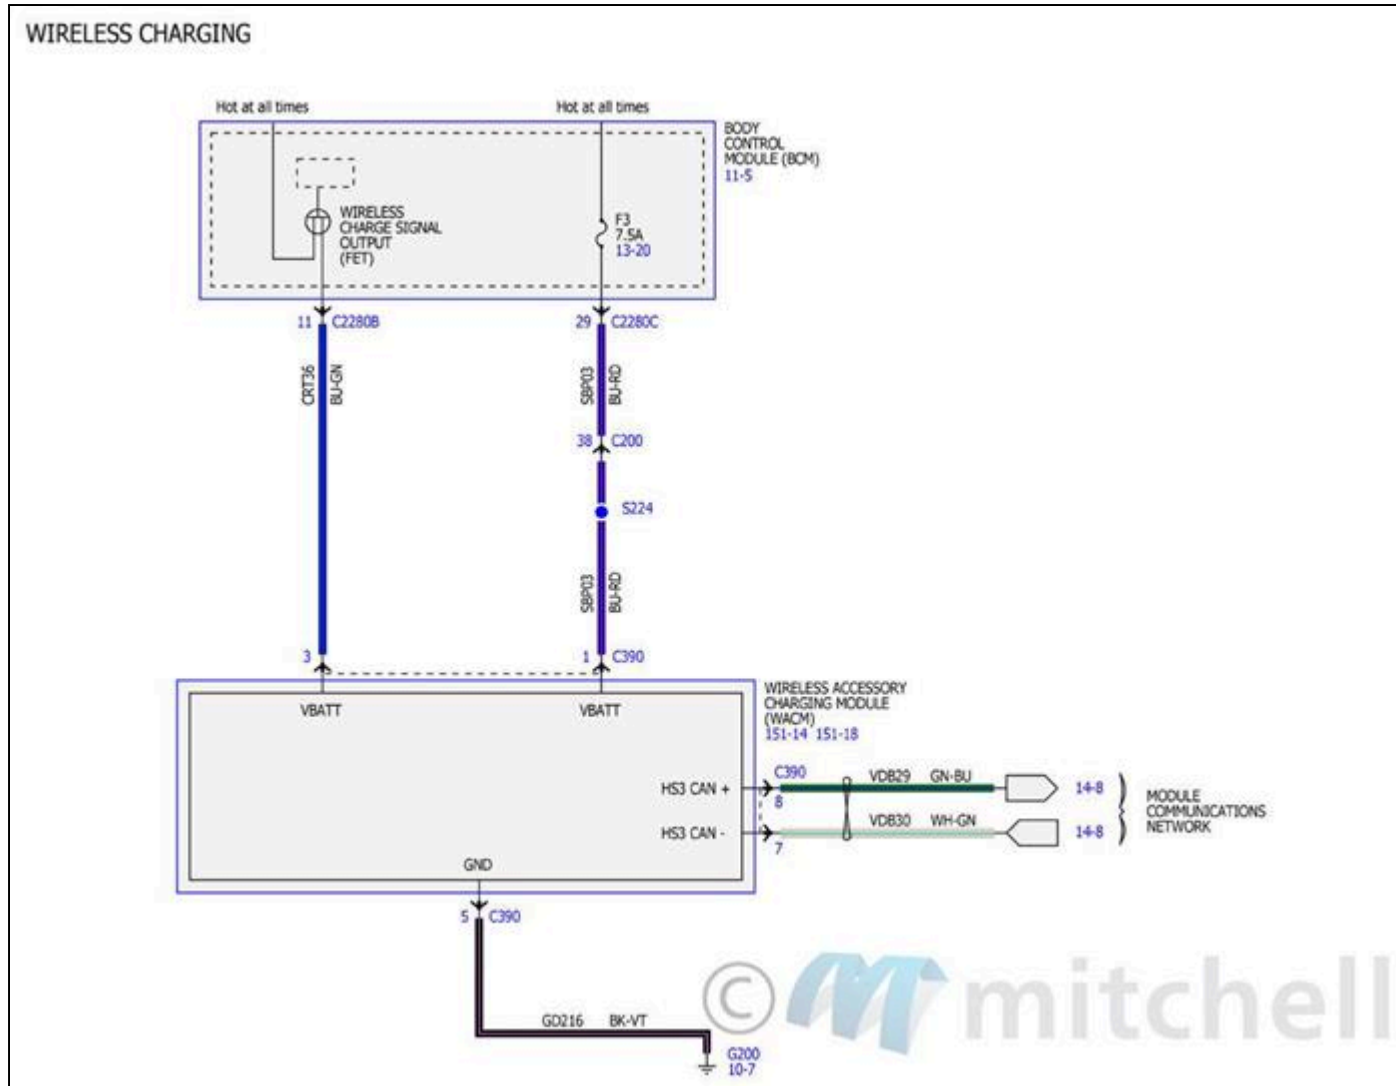 WIRELESS CHARGING
Hot at all times
Hot at all times
BODY
CONTROL
MODULE (BCM)
11-5
WIRELESS
CHARGE SIGNAL
OUTPUT
(FET)
F3
7.5A
13-20
11 C2280B
29 C2280C
CRT36
BU-GN
SBP03
BU-RD
38 C200
S224
SBP03
BU-RD
3
1 C390
WIRELESS ACCESSORY
CHARGING MODULE
(WACM)
151-14 151-18
VBATT
VBATT
C390
HS3 CAN +
8
VDB29 GN-BU
14-8
HS3 CAN -
7
VDB30 WH-GN
14-8
MODULE
COMMUNICATIONS
NETWORK
GND
5 C390
GD216 BK-VT
G200
10-7
© mitchell